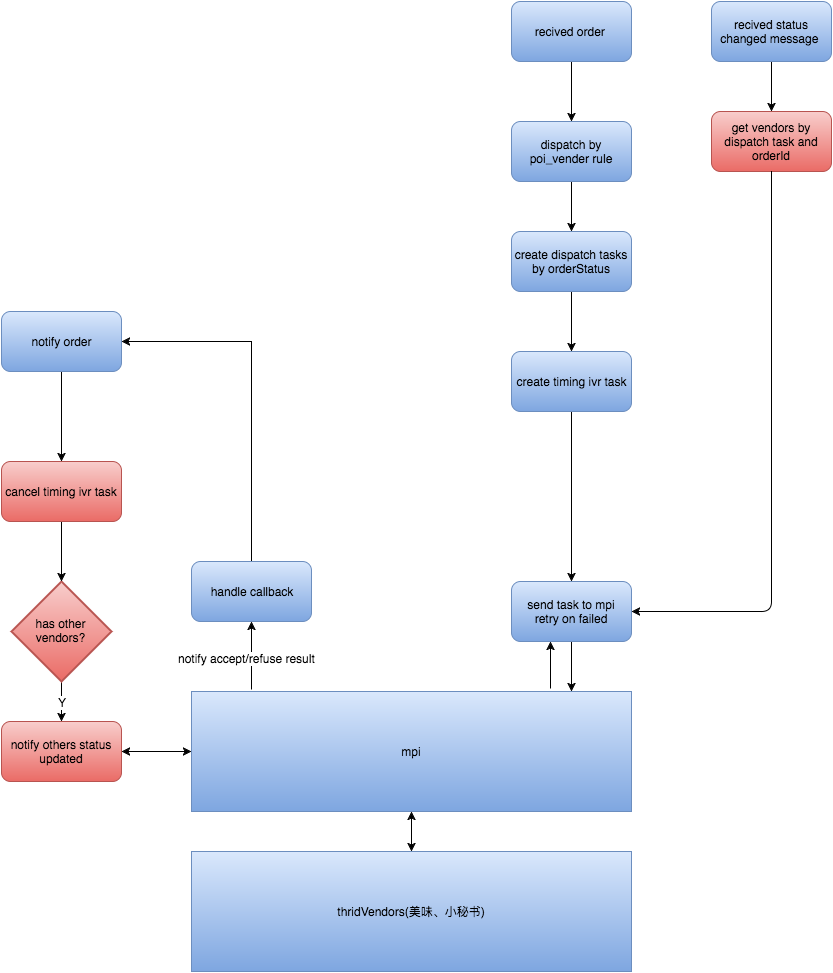 recived order
recived status
changed message
dispatch by
poi_vender rule
get vendors by
dispatch task and
orderId
create dispatch tasks
by orderStatus
notify order
create timing ivr task
cancel timing ivr task
handle callback
send task to mpi
retry on failed
has other
vendors?
notify accept/refuse result
Y
notify others status
updated
mpi
thridVendors(美味、小秘书)